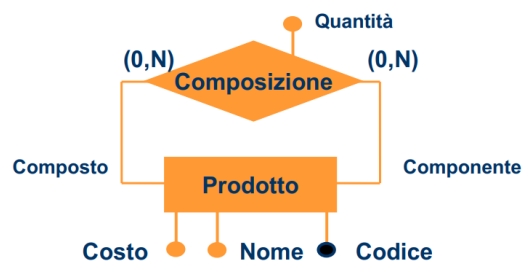 Quantità
(0,N)
(0,N)
Composizione
Composto
Componente
Prodotto
Costo
Nome
Codice